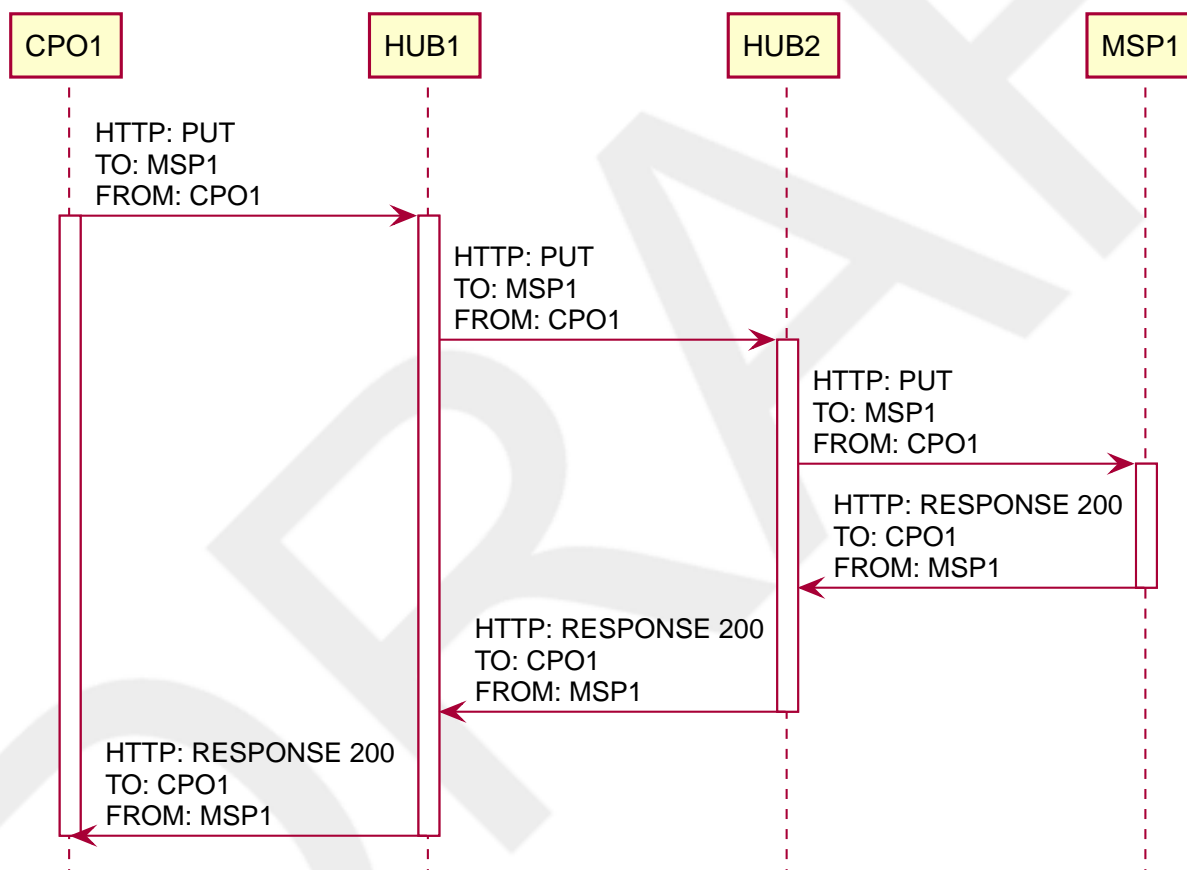 CPO1
HUB1
HUB2
MSP1
HTTP: PUT
TO: MSP1
FROM: CPO1
HTTP: PUT
TO: MSP1
FROM: CPO1
HTTP: PUT
TO: MSP1
FROM: CPO1
HTTP: RESPONSE 200
TO: CPO1
FROM: MSP1
HTTP: RESPONSE 200
TO: CPO1
FROM: MSP1
HTTP: RESPONSE 200
TO: CPO1
FROM: MSP1